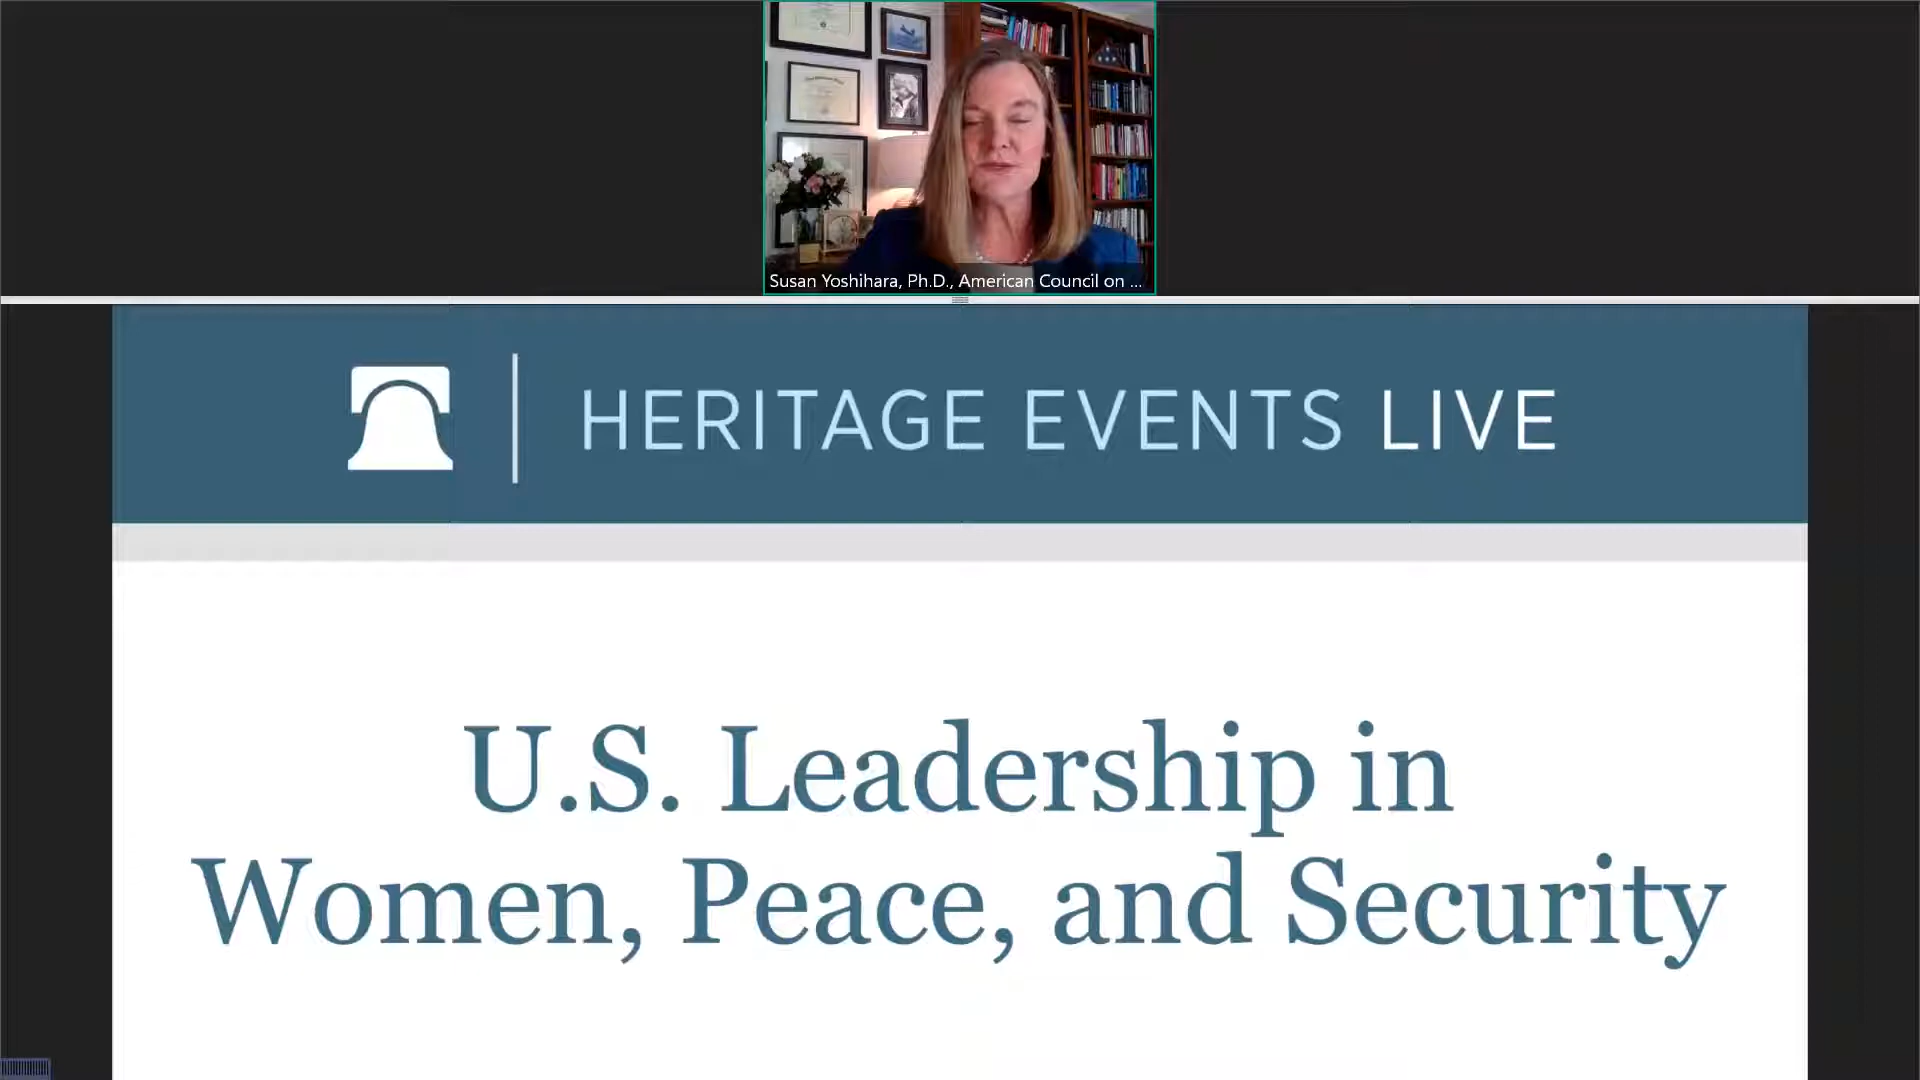 Susan Yoshihara, Ph.D., American Council on ...
HERITAGE EVENTS LIVE
U.S. Leadership in
Women, Peace, and Security